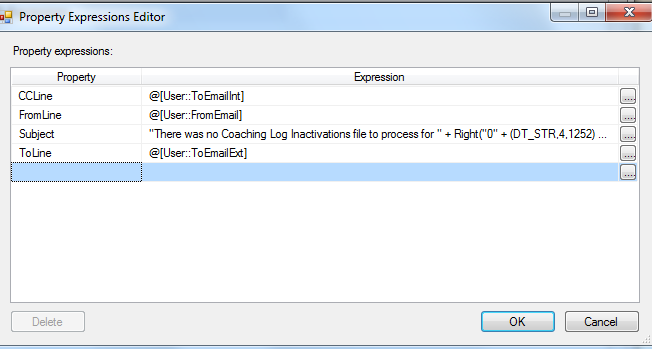 Property Expressions Editor
Property expressions:
Property Expression
CCLine @[User::ToEmailInt]
FromLine @[User::FromEmail]
Subject "There was no Coaching Log Inactivations file to process for " + Right("0" + (DT_STR,4,1252) ...
ToLine @[User::ToEmailExt]
Delete OK Cancel